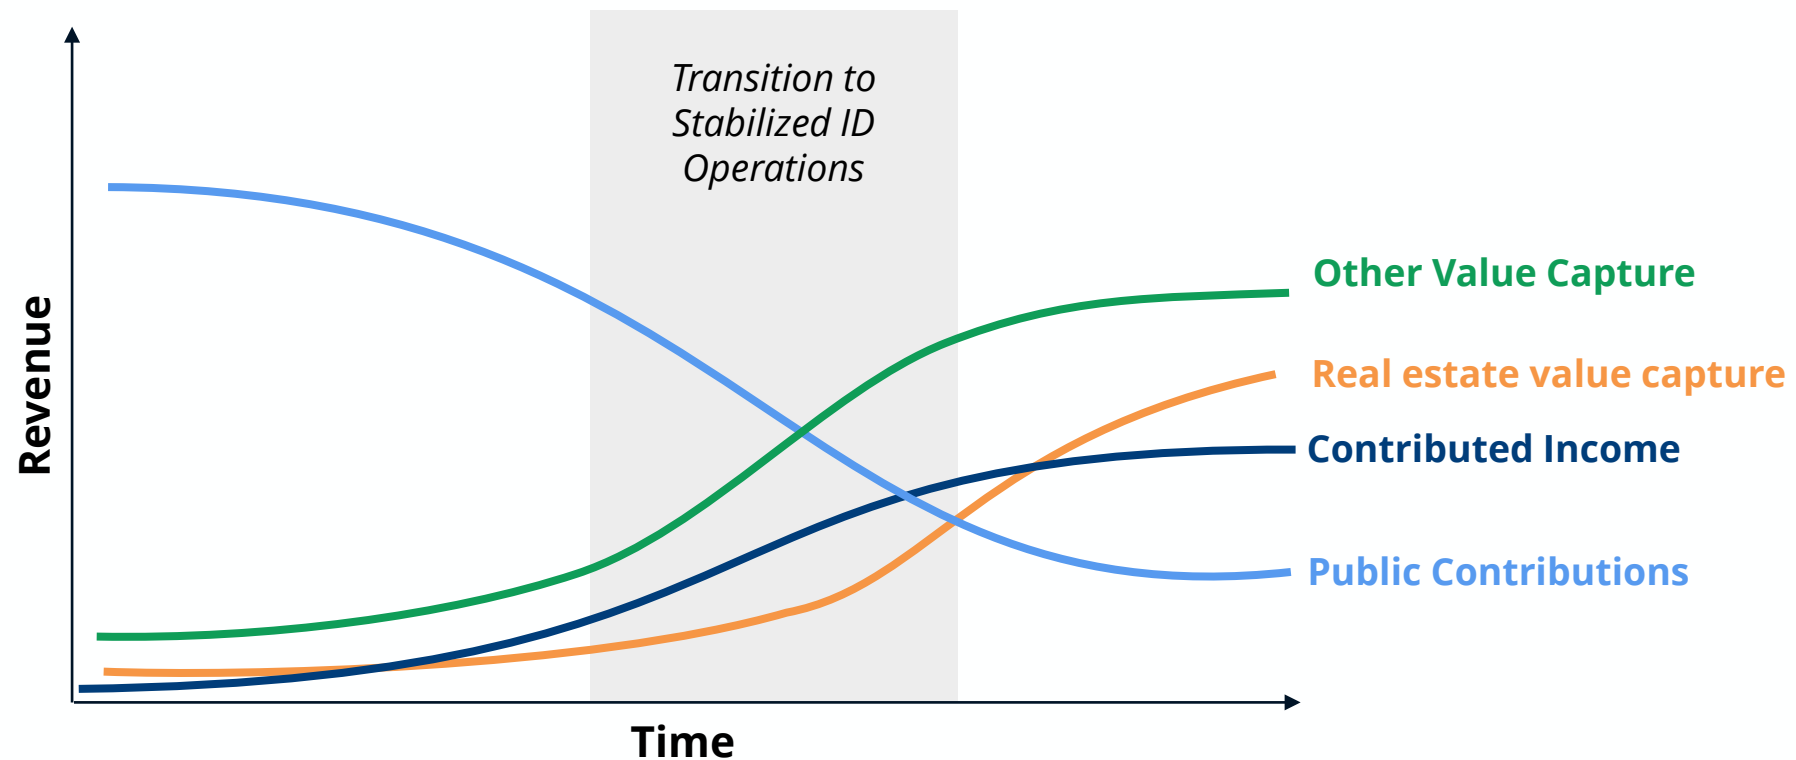 Transition to
Stabilized ID
Operations
Other Value Capture
Real estate value capture
Contributed Income
Public Contributions
Revenue
Time